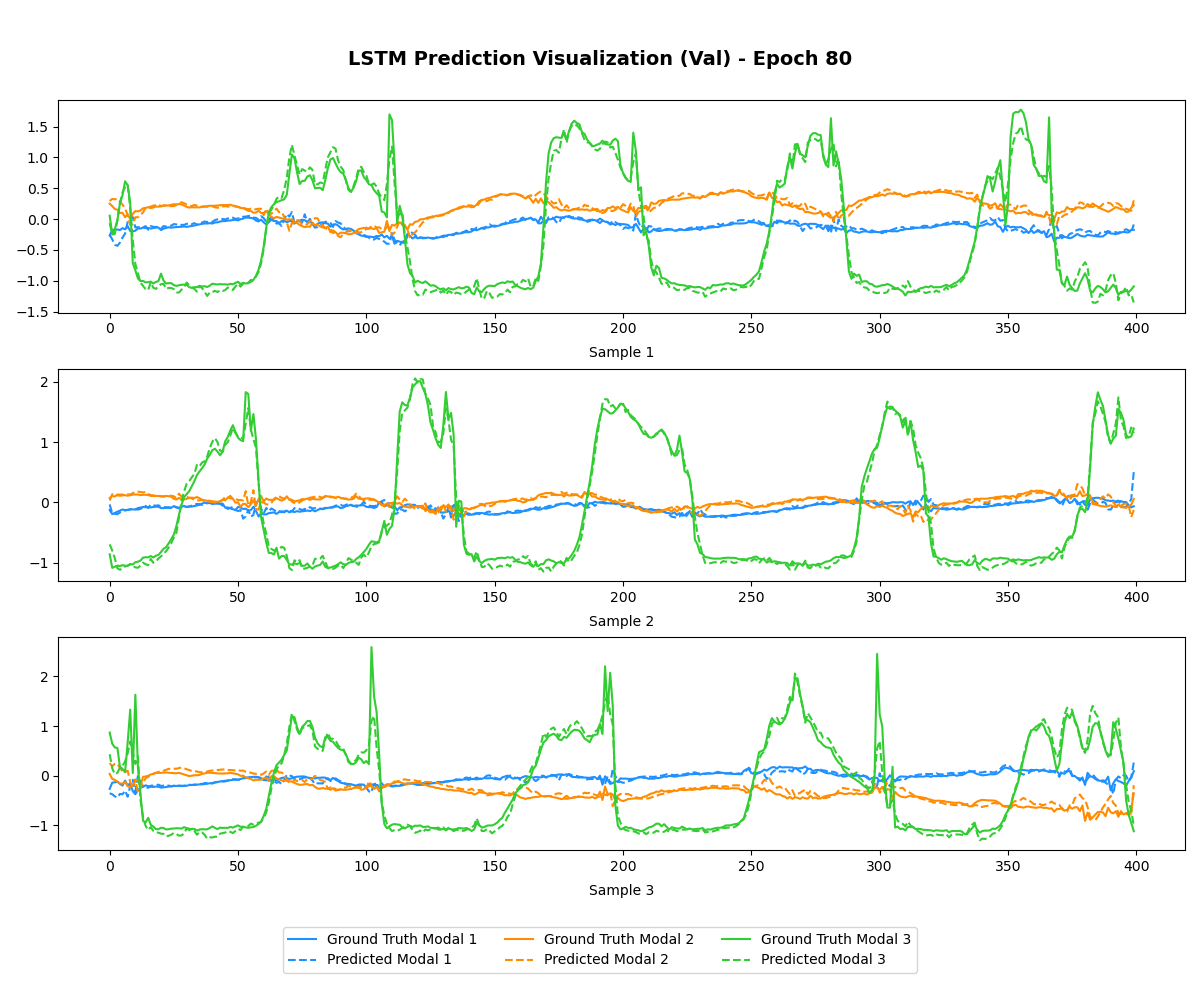 LSTM Prediction Visualization (Val) - Epoch 80
1.5
1.0
0.5
0.0
−0.5
−1.0
−1.5
0 50 100 150 200 250 300 350 400
Sample 1
2
1
0
−1
0 50 100 150 200 250 300 350 400
Sample 2
2
1
0
−1
0 50 100 150 200 250 300 350 400
Sample 3
Ground Truth Modal 1 Ground Truth Modal 2 Ground Truth Modal 3
Predicted Modal 1 Predicted Modal 2 Predicted Modal 3